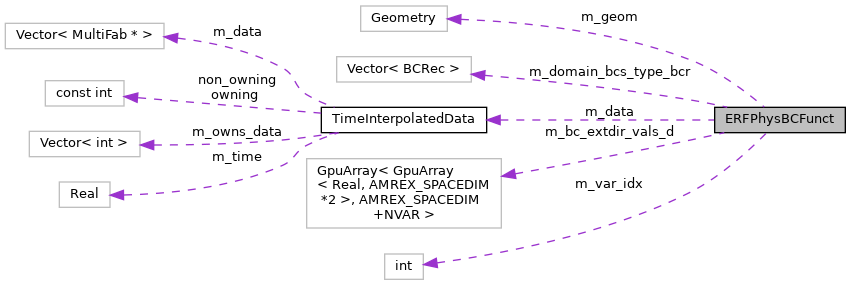 Geometry
m_geom
Vector< MultiFab * >
m_data
Vector< BCRec >
m_domain_bcs_type_bcr
const int
non_owning
owning
TimeInterpolatedData
m_data
ERFPhysBCFunct
Vector< int >
m_owns_data
m_bc_extdir_vals_d
m_time
Real
GpuArray< GpuArray
< Real, AMREX_SPACEDIM
*2 >, AMREX_SPACEDIM
+NVAR >
m_var_idx
int